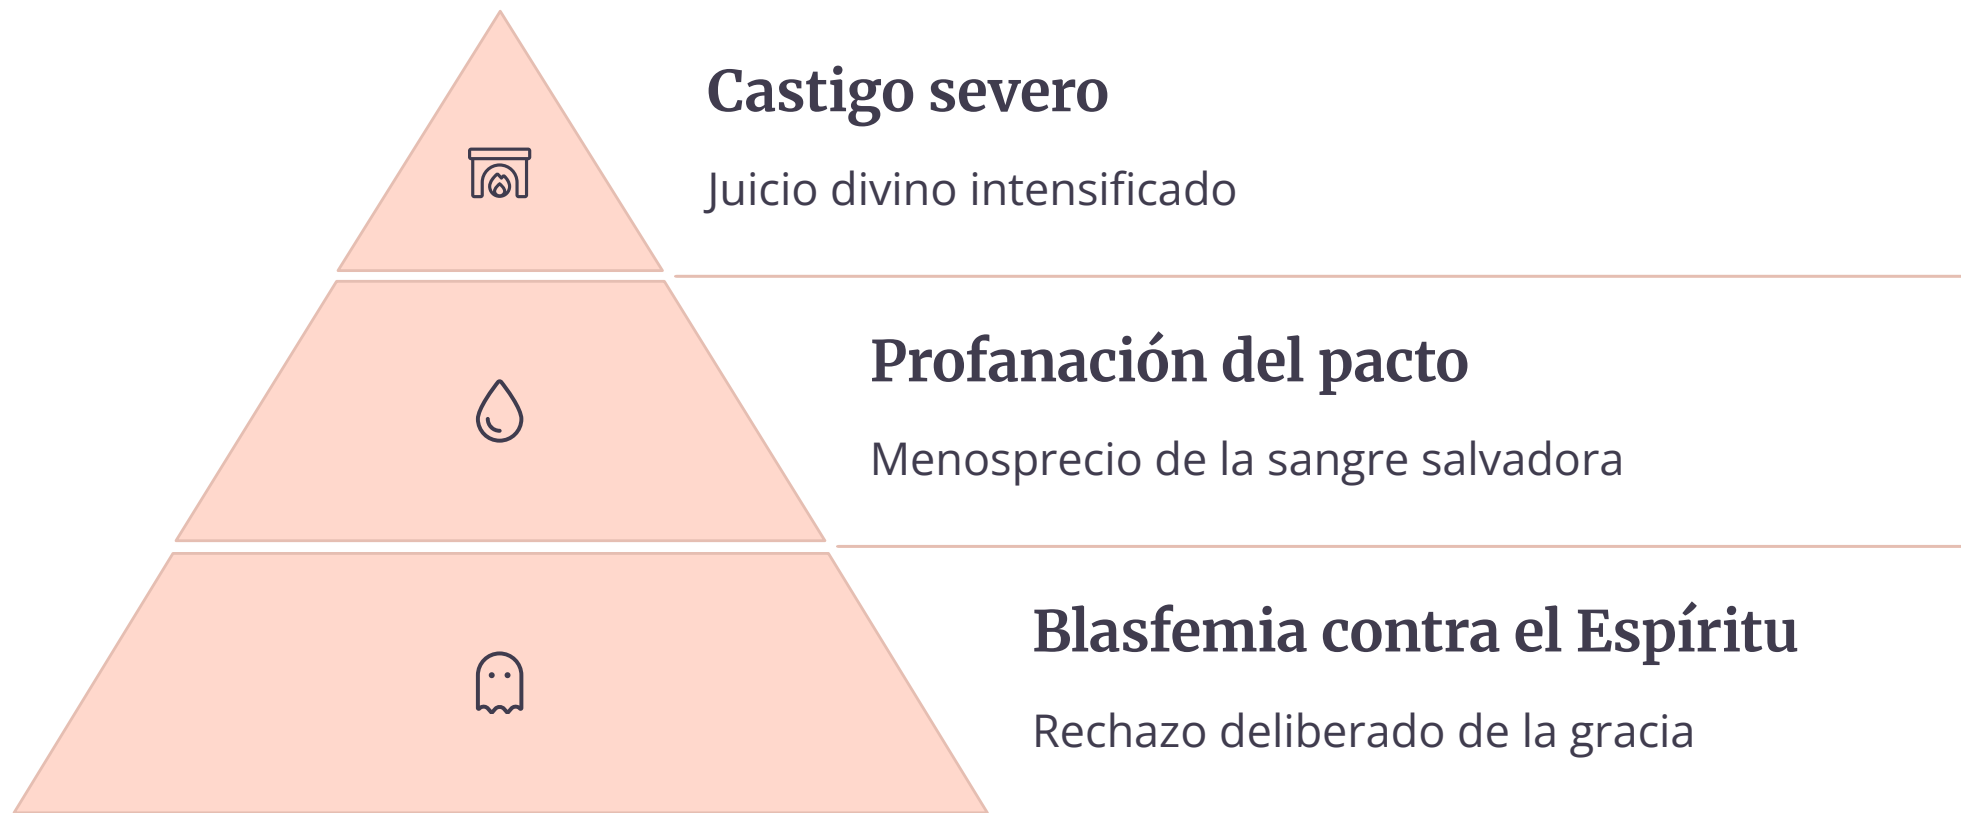 Castigo severo
Juicio divino intensificado
Profanación del pacto
Menosprecio de la sangre salvadora
Blasfemia contra el Espíritu
Rechazo deliberado de la gracia